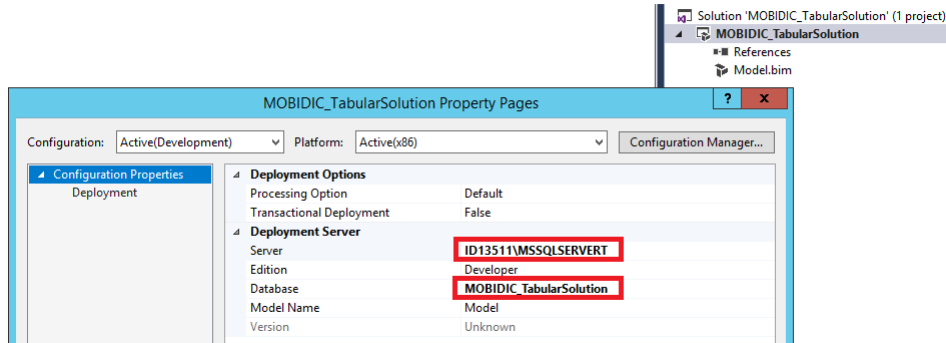 Solution 'MOBIDIC_TabularSolution' (1 project)
MOBIDIC_TabularSolution
References
Model.bim
MOBIDIC_TabularSolution Property Pages
? x
Configuration: Active(Development) Platform: Active(x86) Configuration Manager...
Configuration Properties
Deployment
Deployment Options
Processing Option Default
Transactional Deployment False
Deployment Server
Server ID13511\MSSQLSERVERT
Edition Developer
Database MOBIDIC_TabularSolution
Model Name Model
Version Unknown